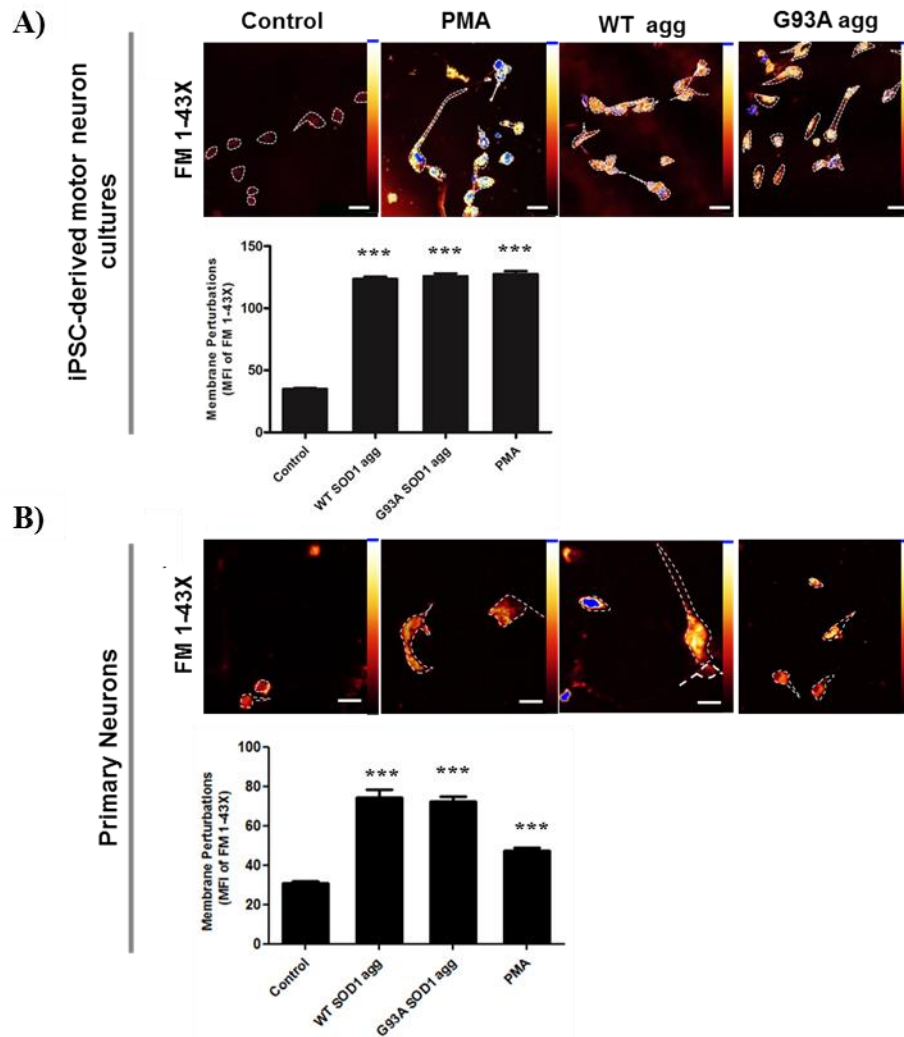 A)
Control PMA WT agg G93A agg
iPSC-derived motor neuron
cultures
FM 1-43X
Membrane Perturbations
(MFI of FM 1-43X)
150
100
50
0
*** *** ***
Control
WT SOD1 agg
G93A SOD1 agg
PMA
B)
Primary Neurons
FM 1-43X
Membrane Perturbations
(MFI of FM 1-43X)
100
80
60
40
20
0
*** *** ***
Control
WT SOD1 agg
G93A SOD1 agg
PMA